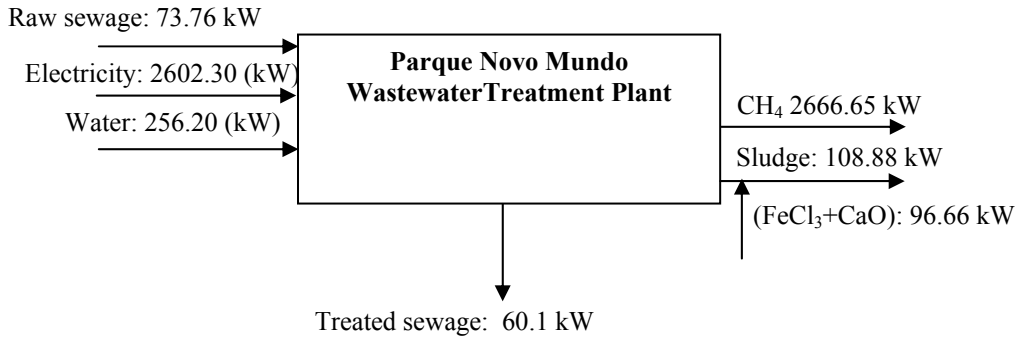 Raw sewage: 73.76 kW
Electricity: 2602.30 (kW)
Water: 256.20 (kW)
Parque Novo Mundo
WastewaterTreatment Plant
CH₄ 2666.65 kW
Sludge: 108.88 kW
(FeCl₃+CaO): 96.66 kW
Treated sewage: 60.1 kW